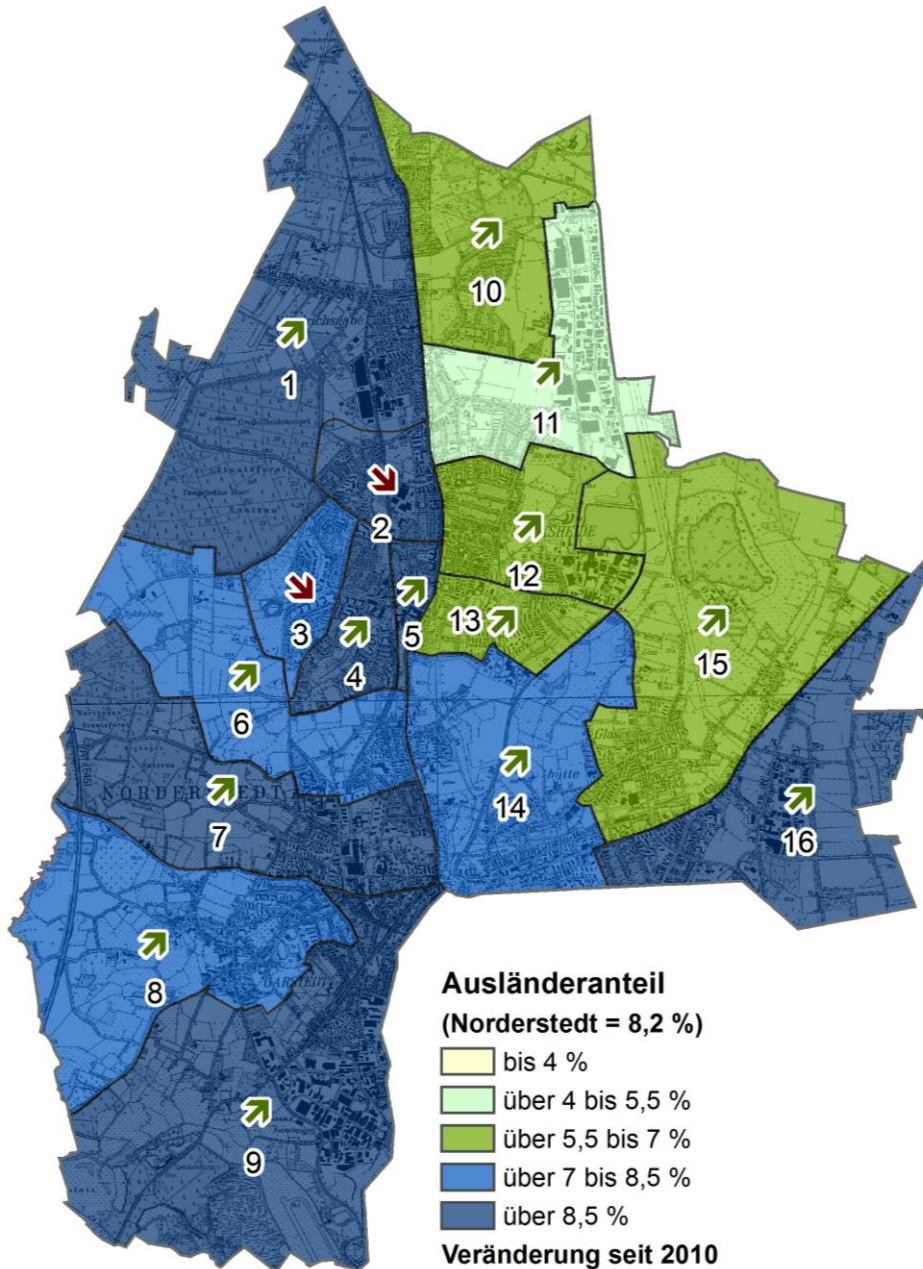 10
1
11
2
12
3
13
5
4
15
6
NORDERSTEDT
14
7
16
8
GARSTEDT
9
Ausländeranteil
(Norderstedt = 8,2 %)
bis 4 %
über 4 bis 5,5 %
über 5,5 bis 7 %
über 7 bis 8,5 %
über 8,5 %
Veränderung seit 2010